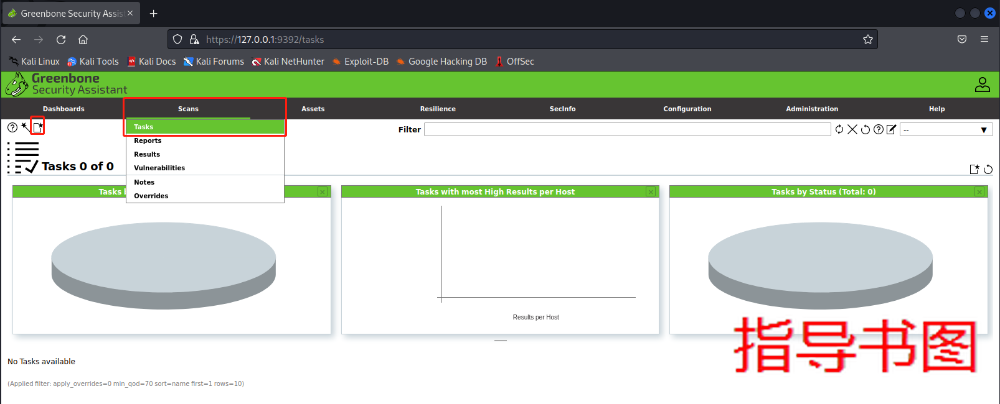 Greenbone Security Assis
https://127.0.0.1:9392/tasks
Kali Linux Kali Tools Kali Docs Kali Forums Kali NetHunter Exploit-DB Google Hacking DB OffSec
Greenbone
Security Assistant
Dashboards Scans Assets Resilience SecInfo Configuration Administration Help
Tasks
Reports
Results
Vulnerabilities
Notes
Overrides
Filter --
Tasks 0 of 0
Tasks Tasks with most High Results per Host Tasks by Status (Total: 0)
Results per Host
指导书图
No Tasks available
(Applied filter: apply_overrides=0 min_qod=70 sort=name first=1 rows=10)